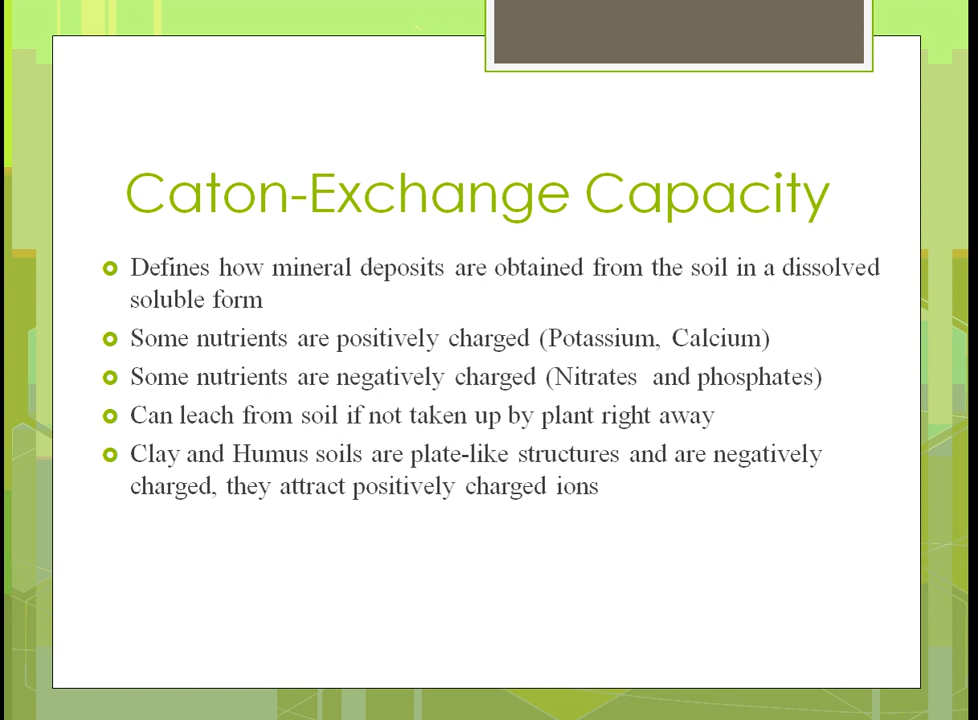 Caton-Exchange Capacity
Defines how mineral deposits are obtained from the soil in a dissolved
soluble form
Some nutrients are positively charged (Potassium, Calcium)
Some nutrients are negatively charged (Nitrates and phosphates)
Can leach from soil if not taken up by plant right away
Clay and Humus soils are plate-like structures and are negatively
charged, they attract positively charged ions